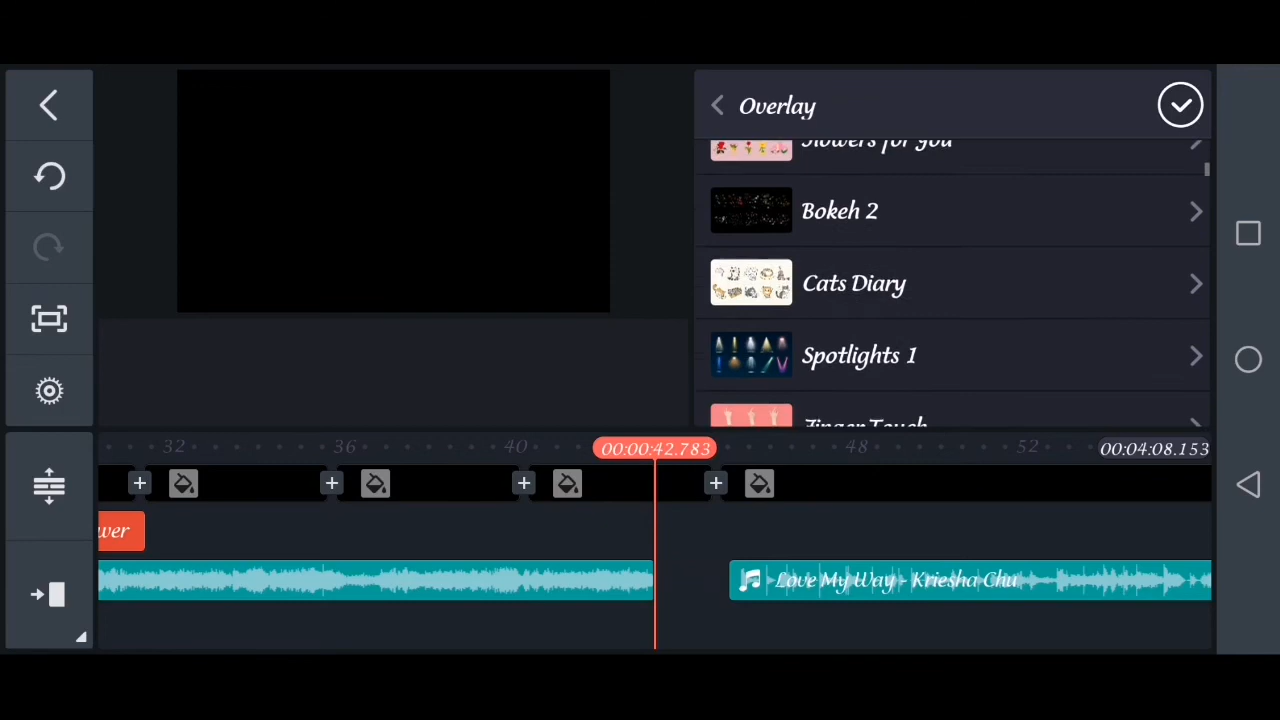 Overlay
Flowers for you
Bokeh 2
Cats Diary
Spotlights 1
Finger Touch
32
36
40
00:00:42.783
48
52
00:04:08.153
wer
Love My Way - Kriesha Chu